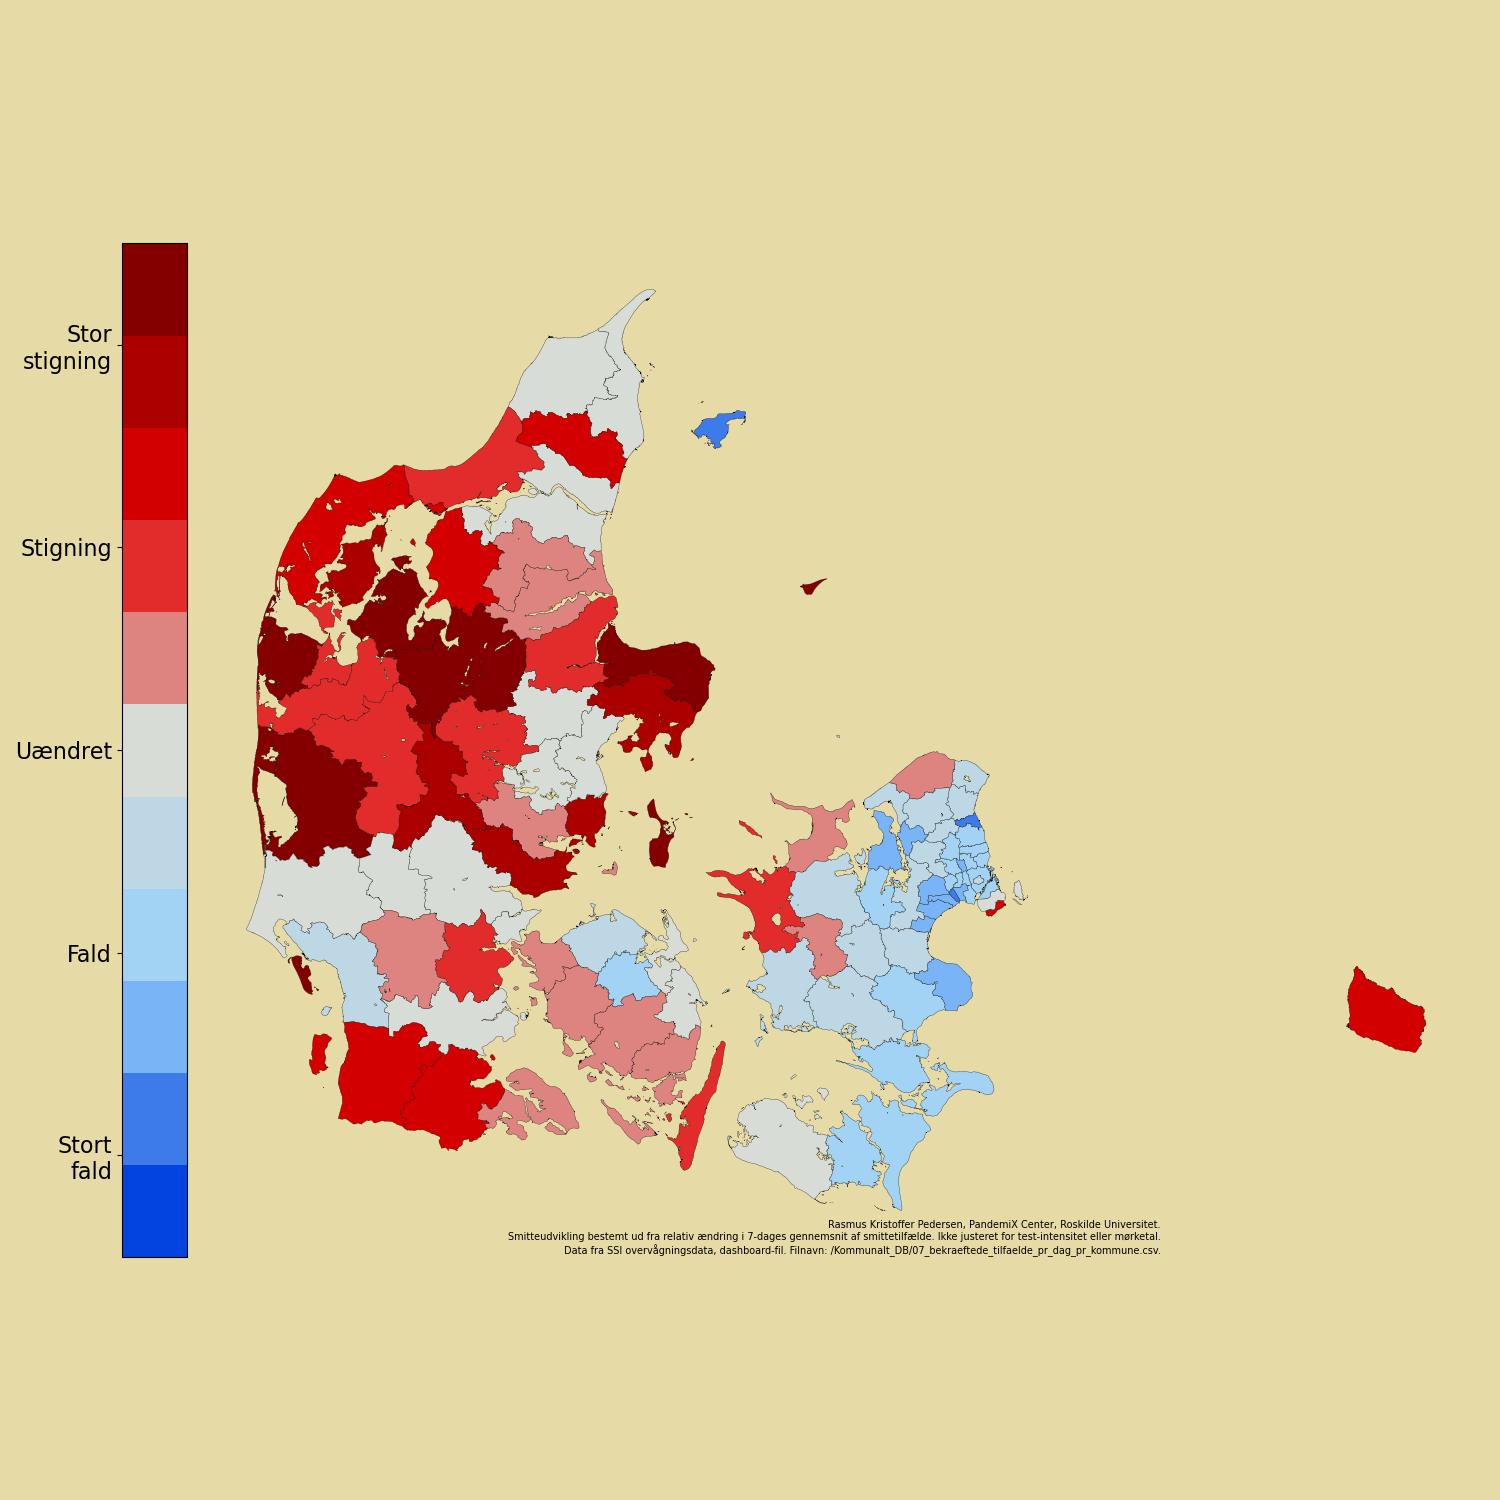 Stor
stigning
Stigning
Uændret
Fald
Stort
fald
Rasmus Kristoffer Pedersen, PandemiX Center, Roskilde Universitet.
Smitteudvikling bestemt ud fra relativ ændring i 7-dages gennemsnit af smittetilfælde. Ikke justeret for test-intensitet eller mørketal.
Data fra SSI overvågningsdata, dashboard-fil. Filnavn: /Kommunalt_DB/07_bekraeftede_tilfaelde_pr_dag_pr_kommune.csv.